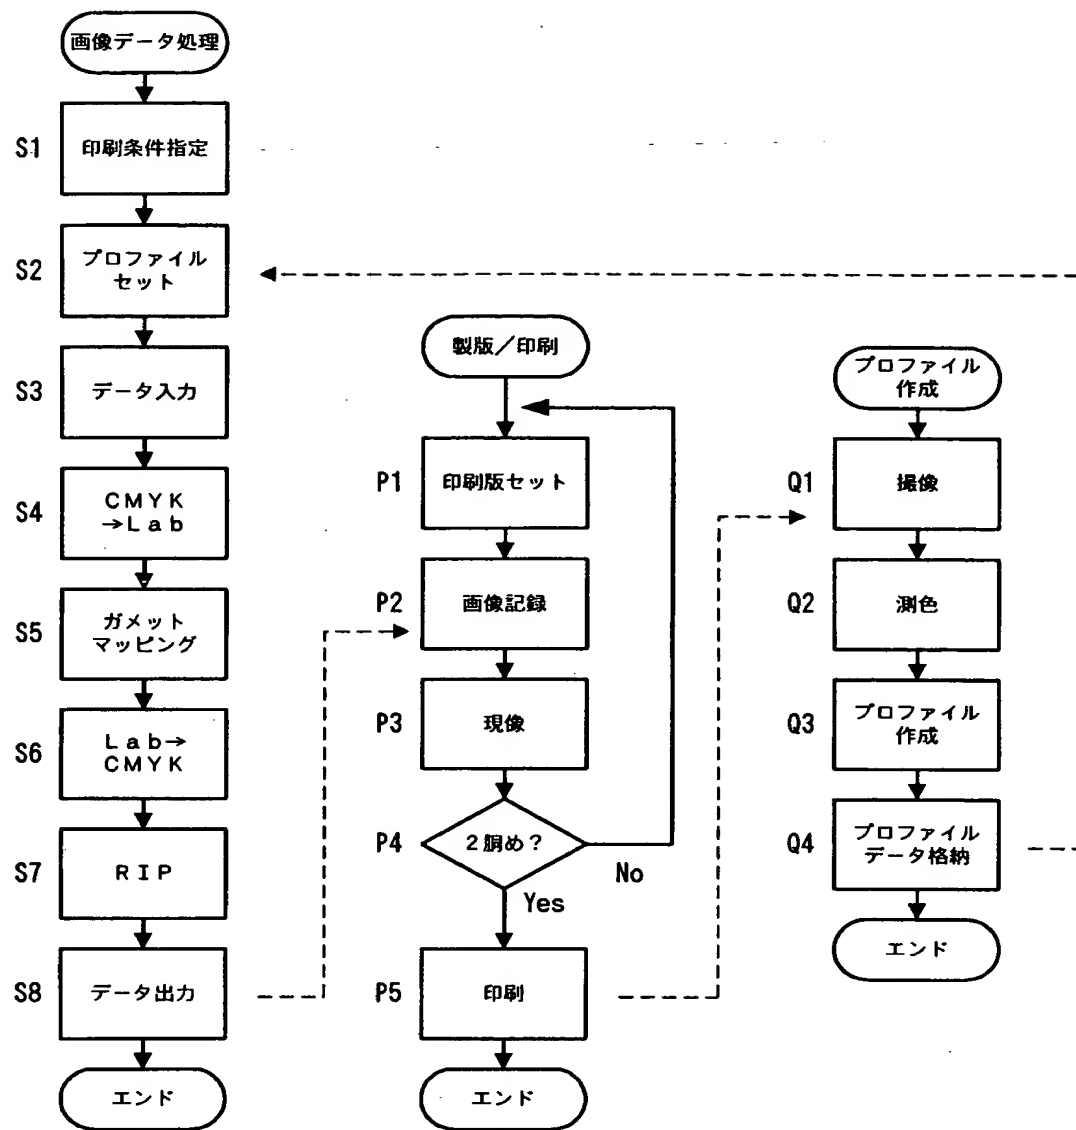 画像データ処理
S1
印刷条件指定
S2
プロファイル
セット
S3
データ入力
S4
CMYK
→Lab
S5
ガメット
マッピング
S6
Lab→
CMYK
S7
RIP
S8
データ出力
エンド
製版／印刷
P1
印刷版セット
P2
画像記録
P3
現像
P4
2胴め？
No
Yes
P5
印刷
エンド
プロファイル
作成
Q1
撮像
Q2
測色
Q3
プロファイル
作成
Q4
プロファイル
データ格納
エンド